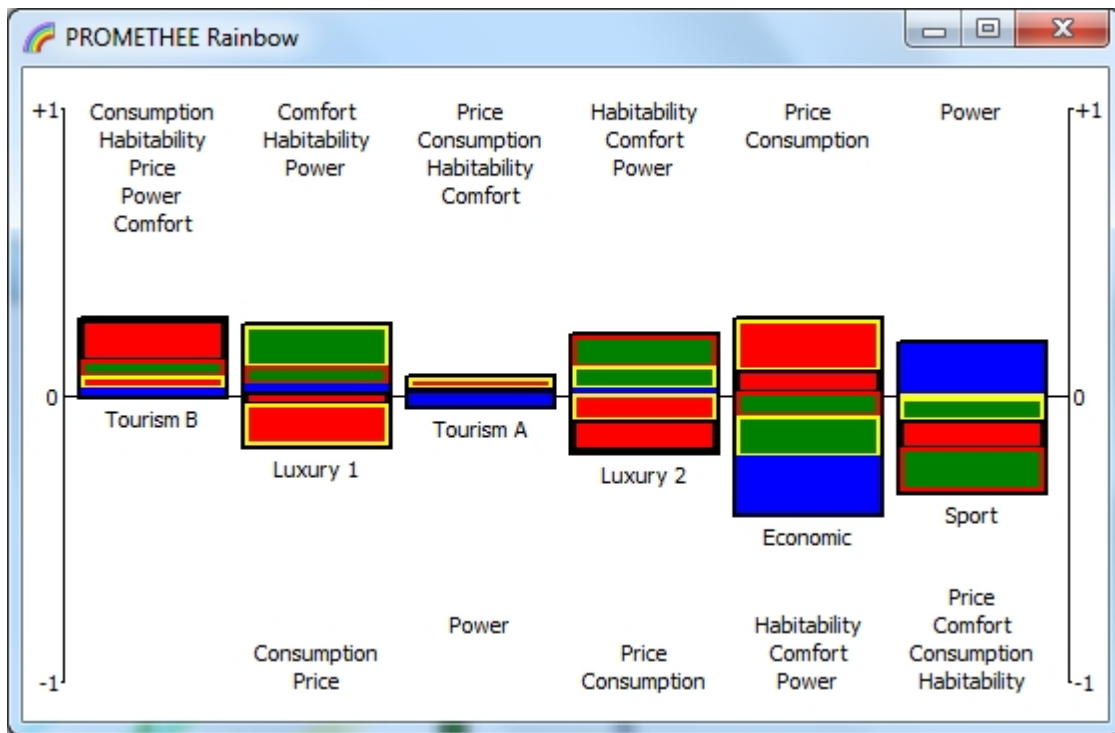 PROMETHEE Rainbow
+1
Consumption
Habitability
Price
Power
Comfort
Comfort
Habitability
Power
Price
Consumption
Habitability
Comfort
Habitability
Comfort
Power
Price
Consumption
Power
+1
0
0
Tourism B
Luxury 1
Tourism A
Luxury 2
Economic
Sport
Consumption
Price
Power
Price
Consumption
Habitability
Comfort
Power
Price
Comfort
Consumption
Habitability
-1
-1